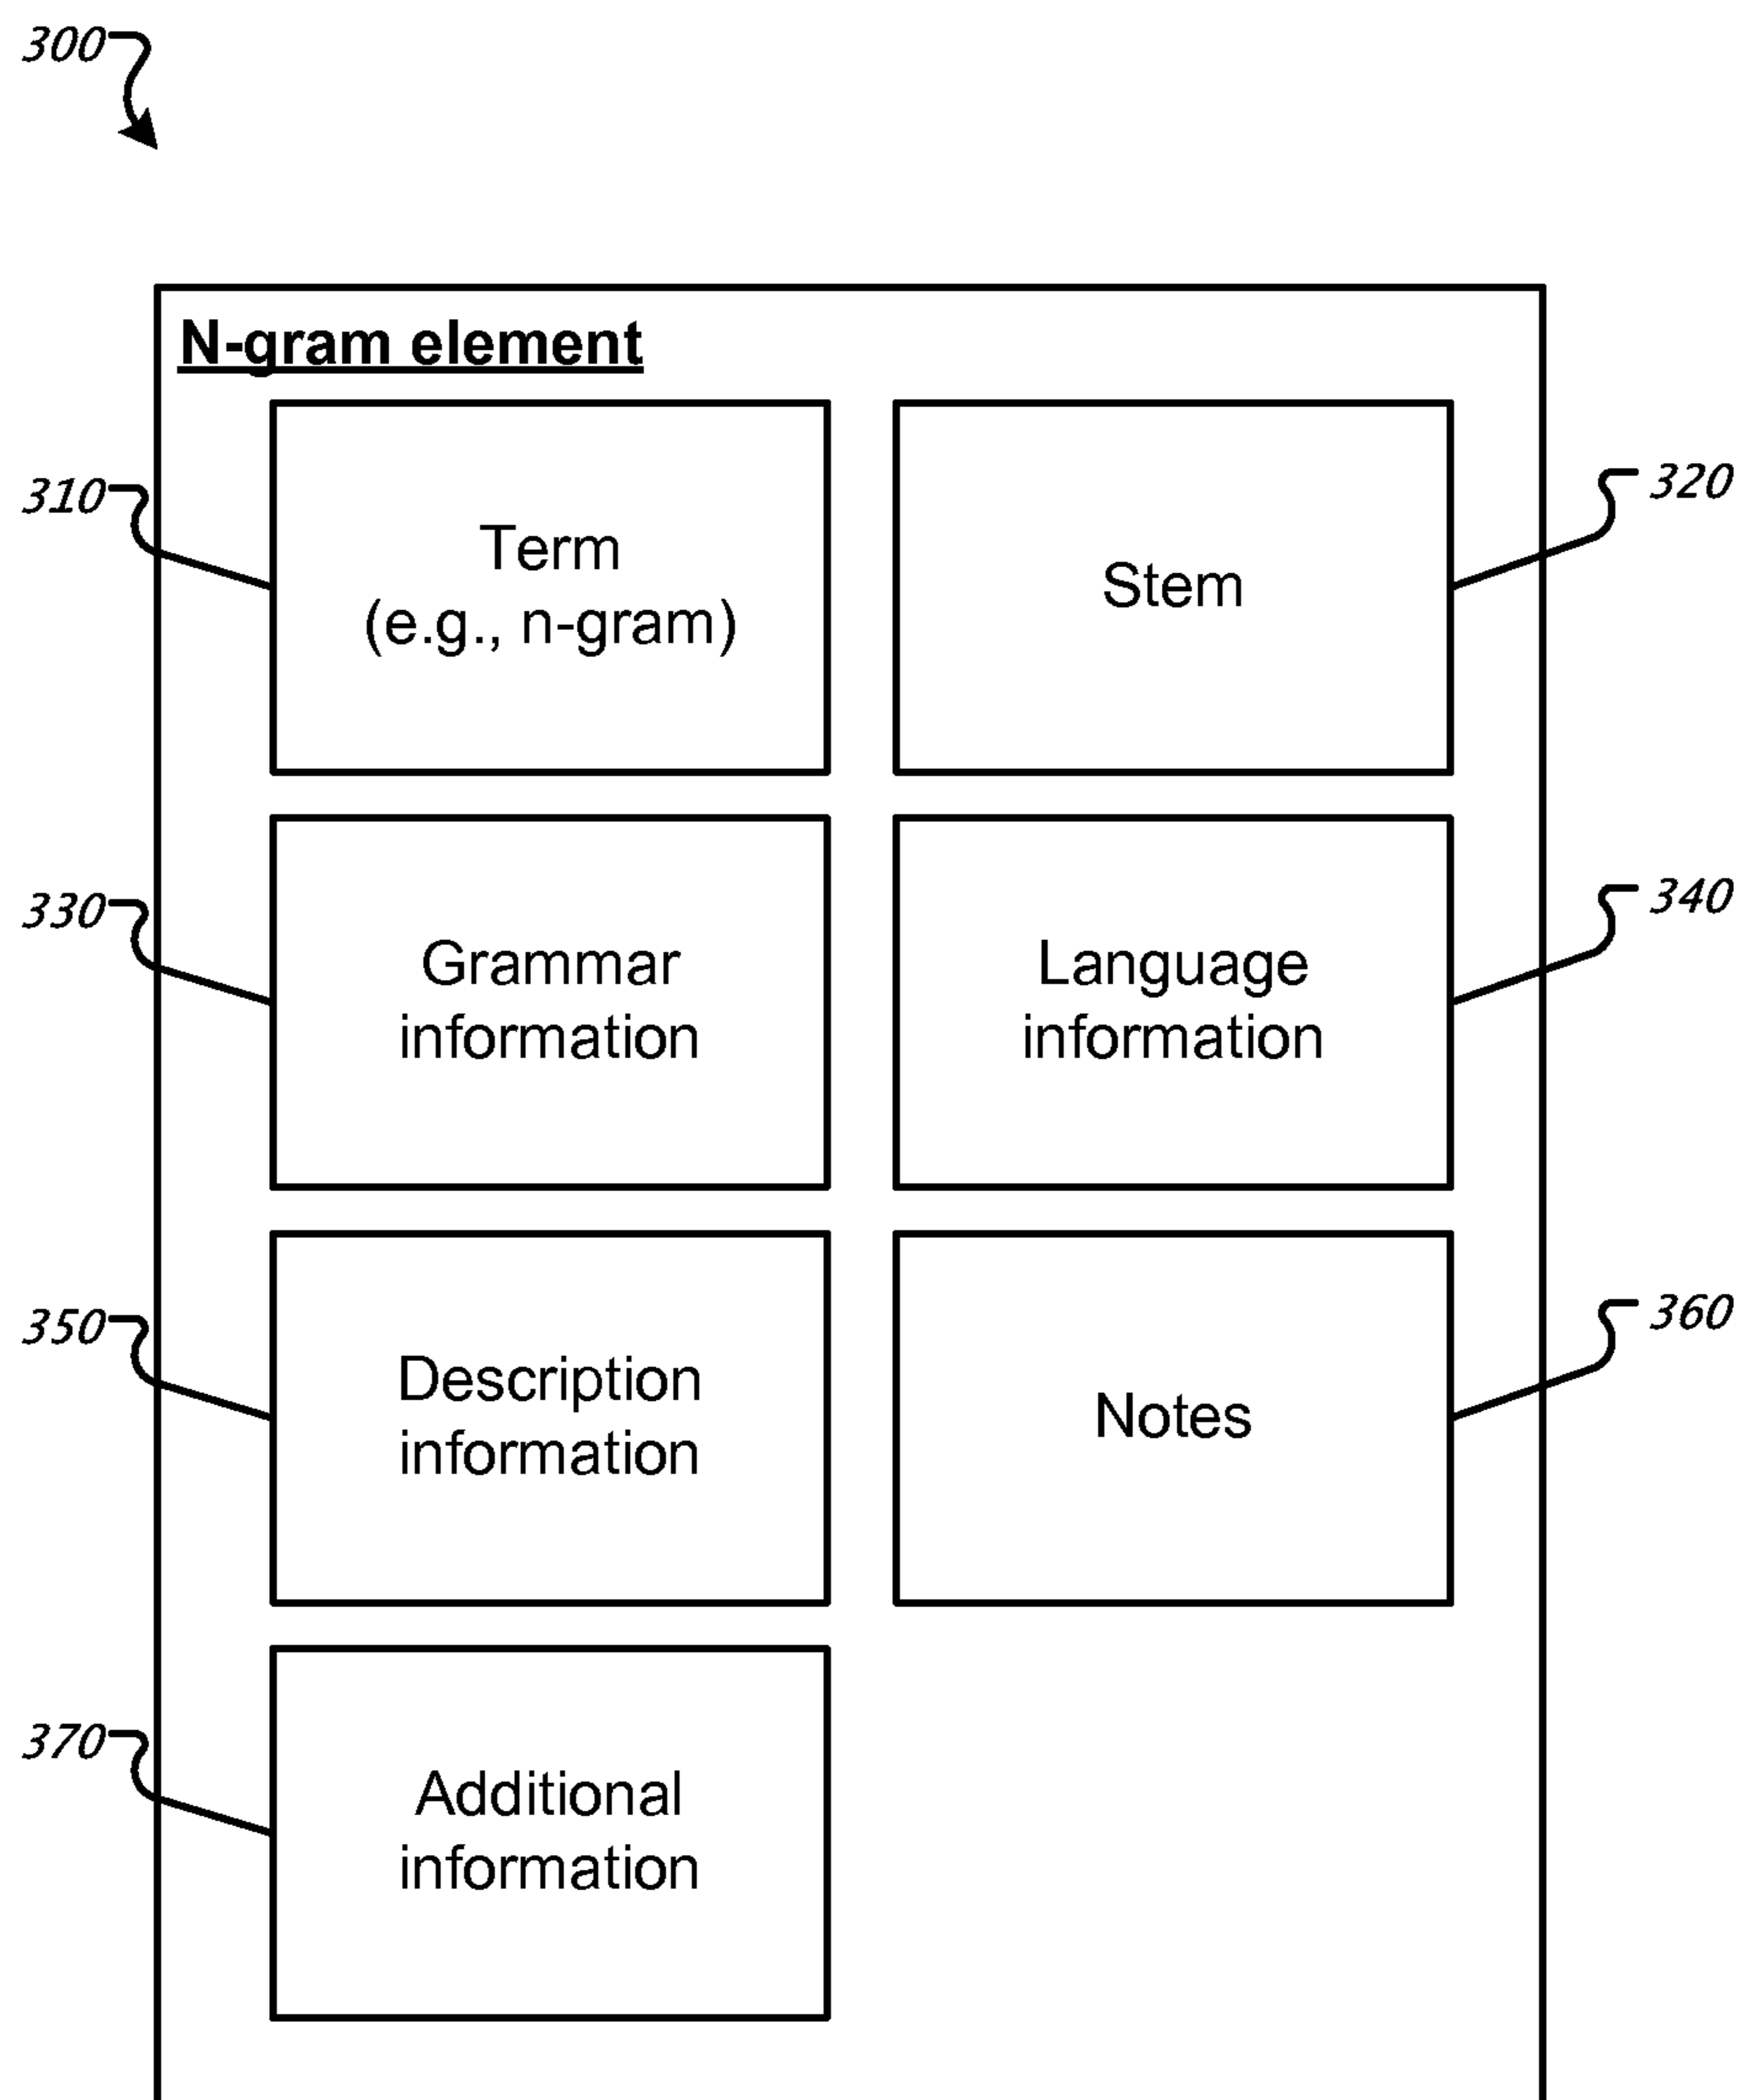 300
N-gram element
310
Term
(e.g., n-gram)
Stem
320
330
Grammar
information
Language
information
340
350
Description
information
Notes
360
370
Additional
information